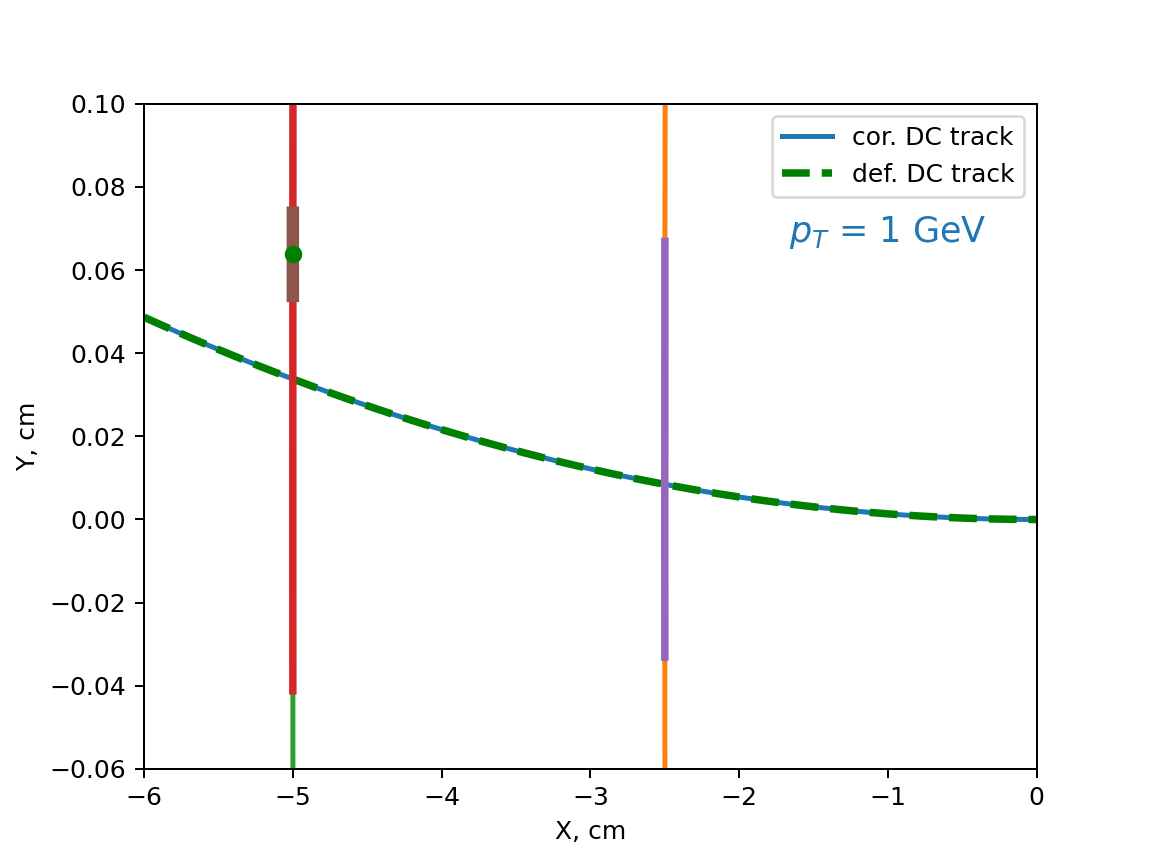 0.10
0.08
0.06
0.04
0.02
0.00
−0.02
−0.04
−0.06
Y, cm
cor. DC track
def. DC track
pT = 1 GeV
−6 −5 −4 −3 −2 −1 0
X, cm